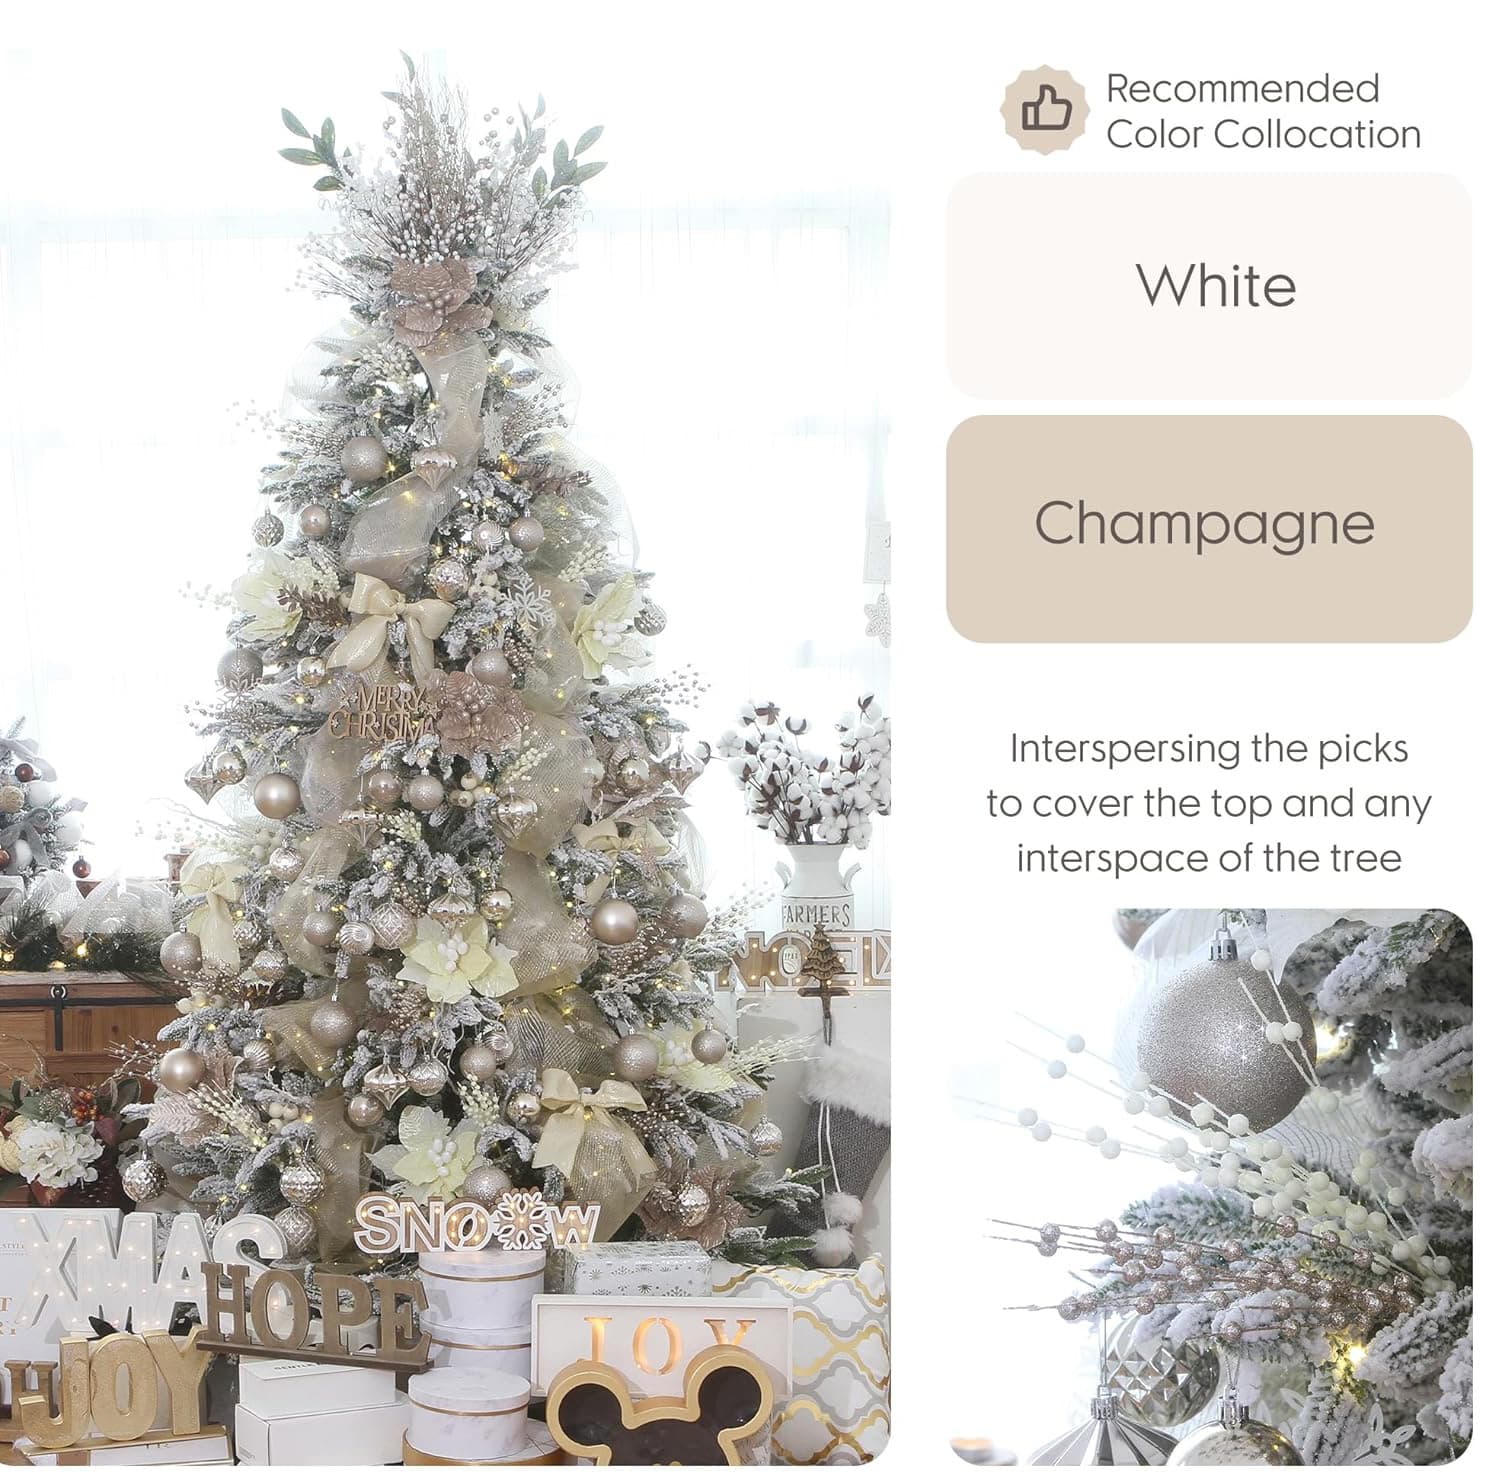 Recommended
Color Collocation
White
Champagne
Interspersing the picks
to cover the top and any
interspace of the tree
MERRY
CHRISTMA
FARMERS
NOEL
SNOW
XMAS
HOPE
JOY
JOY